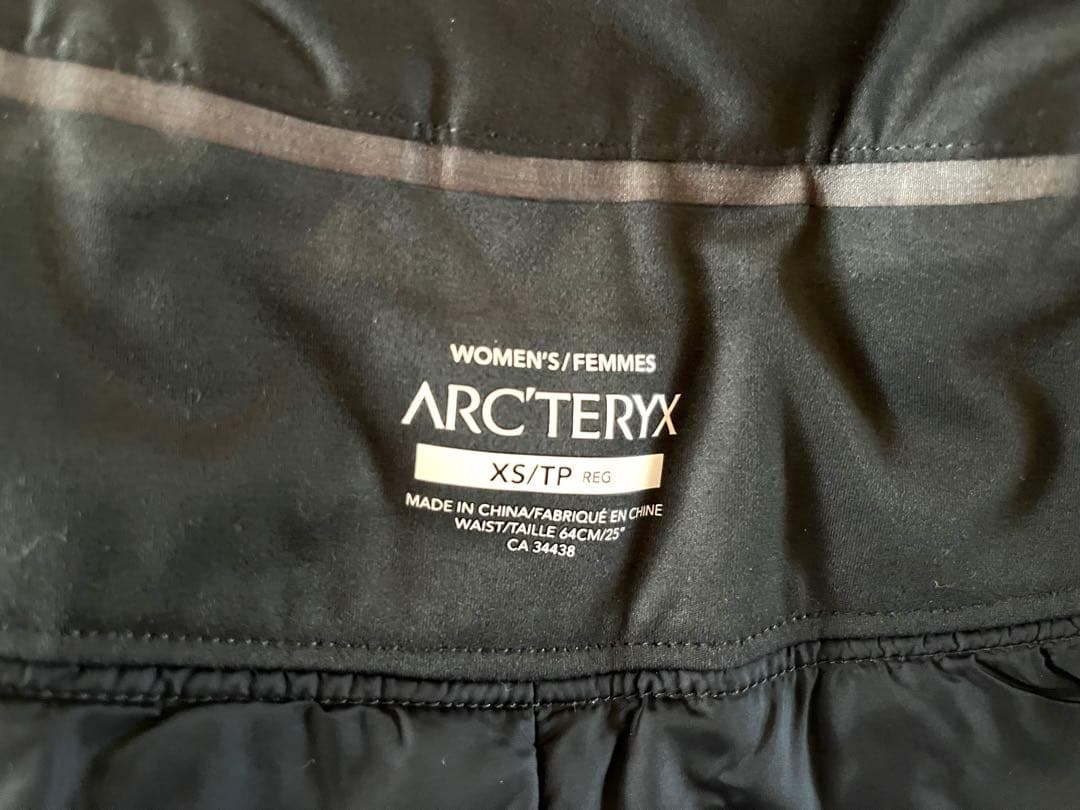 WOMEN'S/FEMMES
ARC'TERYX
XS/TP REG
MADE IN CHINA/FABRIQUÉ EN CHINE
WAIST/TAILLE 64CM/25"
CA 34438